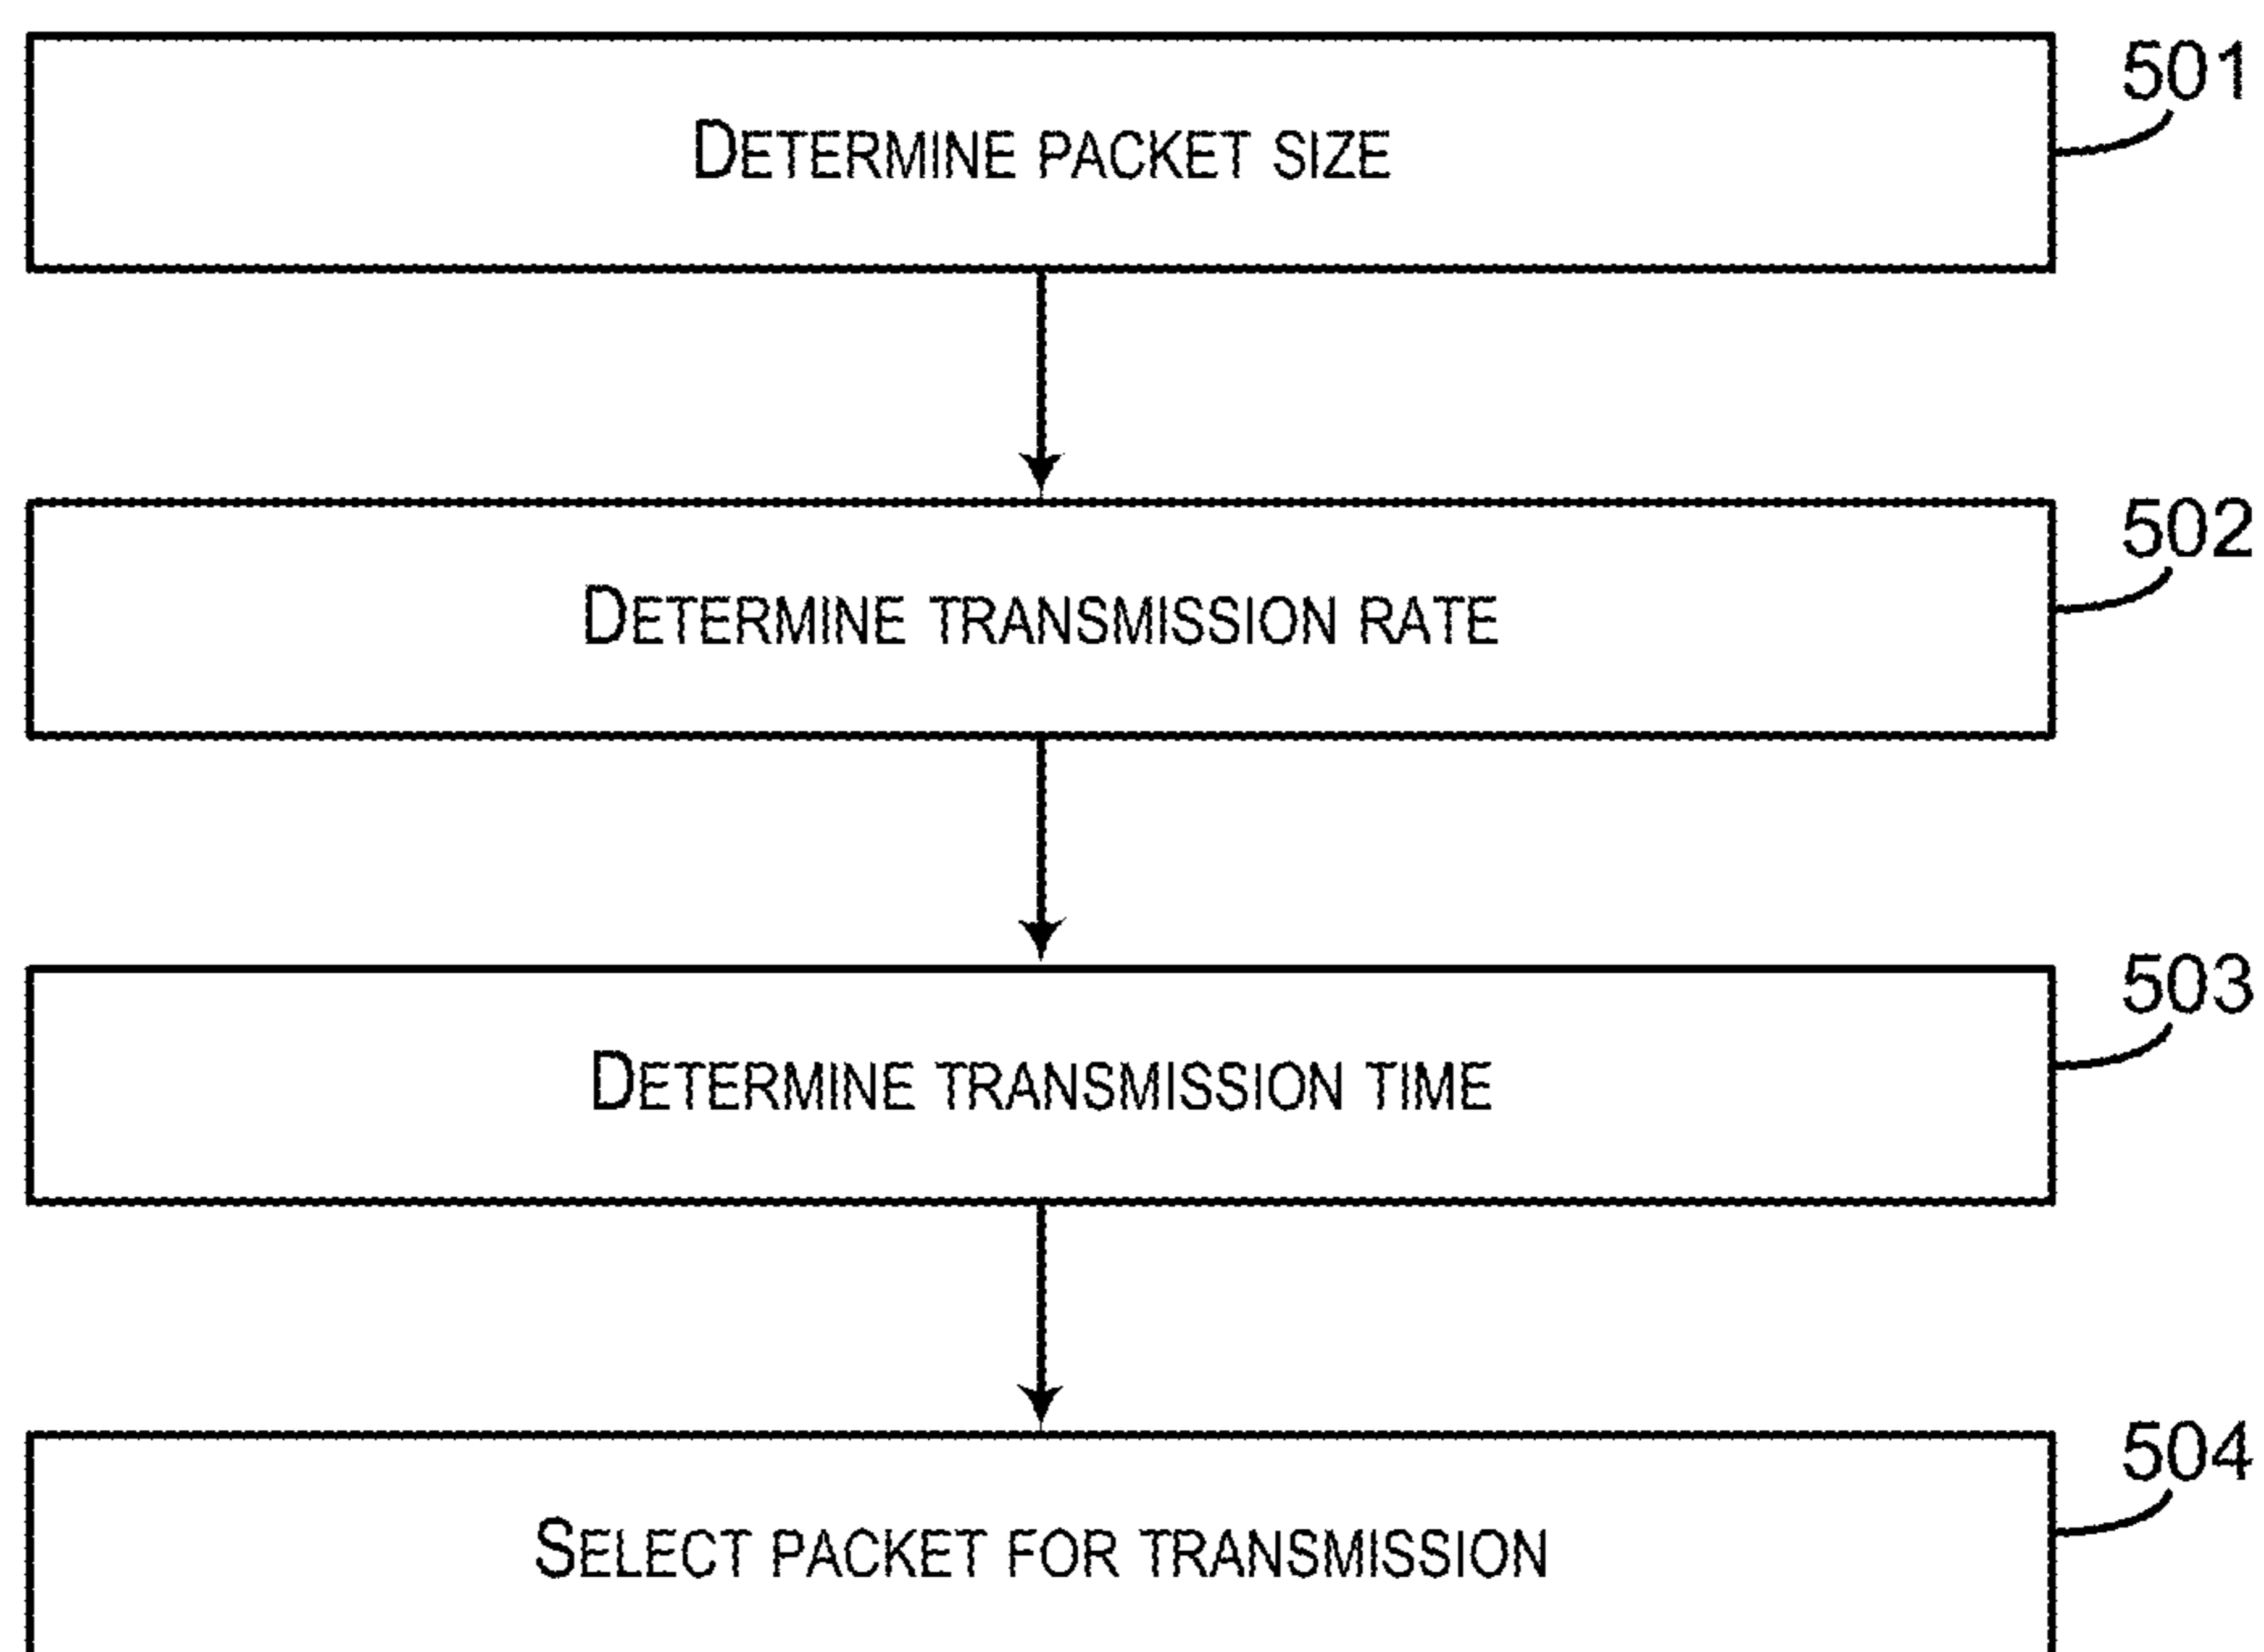 501
DETERMINE PACKET SIZE
502
DETERMINE TRANSMISSION RATE
503
DETERMINE TRANSMISSION TIME
504
SELECT PACKET FOR TRANSMISSION